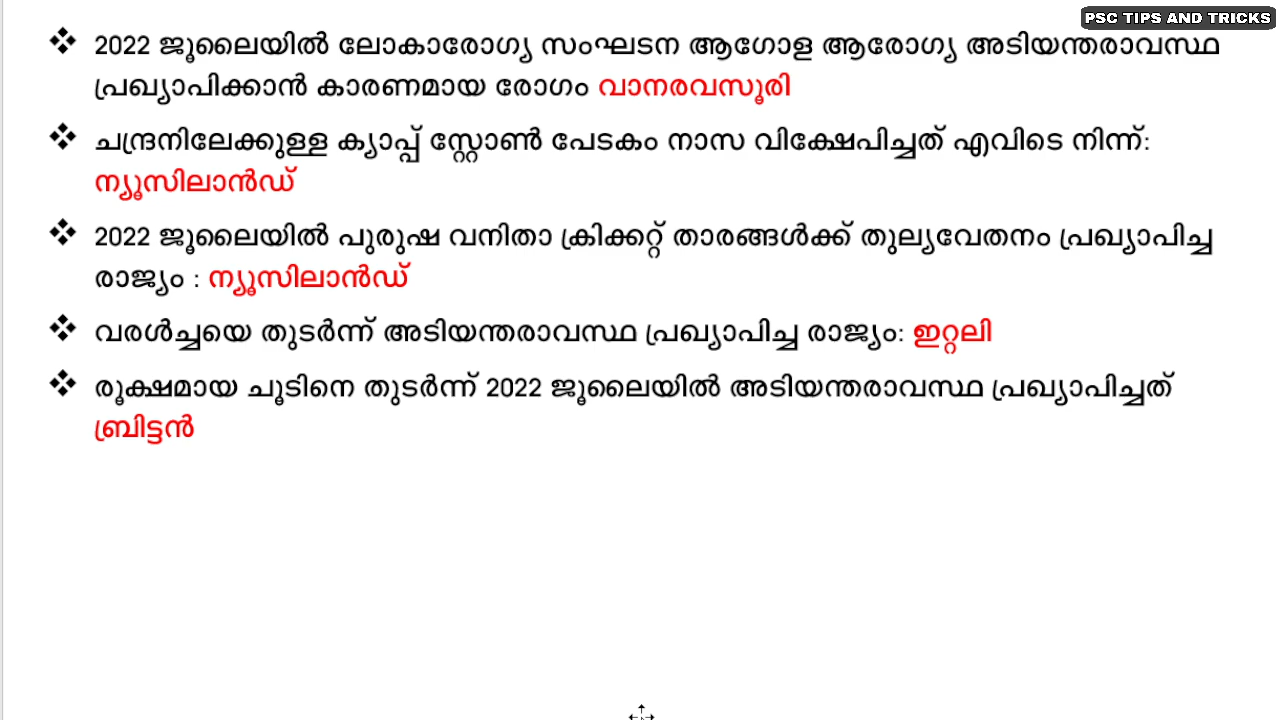 PSC TIPS AND TRICKS
2022 ജൂലൈയിൽ ലോകാരോഗ്യ സംഘടന ആഗോള ആരോഗ്യ അടിയന്തരാവസ്ഥ
പ്രഖ്യാപിക്കാൻ കാരണമായ രോഗം വാനരവസൂരി
ചന്ദ്രനിലേക്കുള്ള ക്യാപ്പ് സ്റ്റോൺ പേടകം നാസ വിക്ഷേപിച്ചത് എവിടെ നിന്ന്:
ന്യൂസിലാൻഡ്
2022 ജൂലൈയിൽ പുരുഷ വനിതാ ക്രിക്കറ്റ് താരങ്ങൾക്ക് തുല്യവേതനം പ്രഖ്യാപിച്ച
രാജ്യം : ന്യൂസിലാൻഡ്
വരൾച്ചയെ തുടർന്ന് അടിയന്തരാവസ്ഥ പ്രഖ്യാപിച്ച രാജ്യം: ഇറ്റലി
രൂക്ഷമായ ചൂടിനെ തുടർന്ന് 2022 ജൂലൈയിൽ അടിയന്തരാവസ്ഥ പ്രഖ്യാപിച്ചത്
ബ്രിട്ടൻ